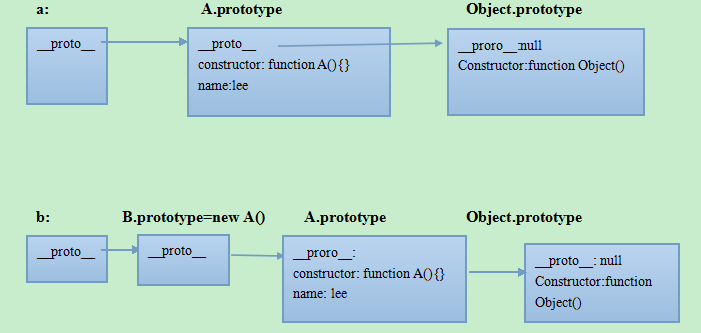 a: A.prototype Object.prototype
__proto__ __proto__ __proro__:null
constructor: function A(){} Constructor:function Object()
name:lee
b: B.prototype=new A() A.prototype Object.prototype
__proto__ __proto__ __proro__: __proto__: null
constructor: function A(){} Constructor:function
name: lee Object()